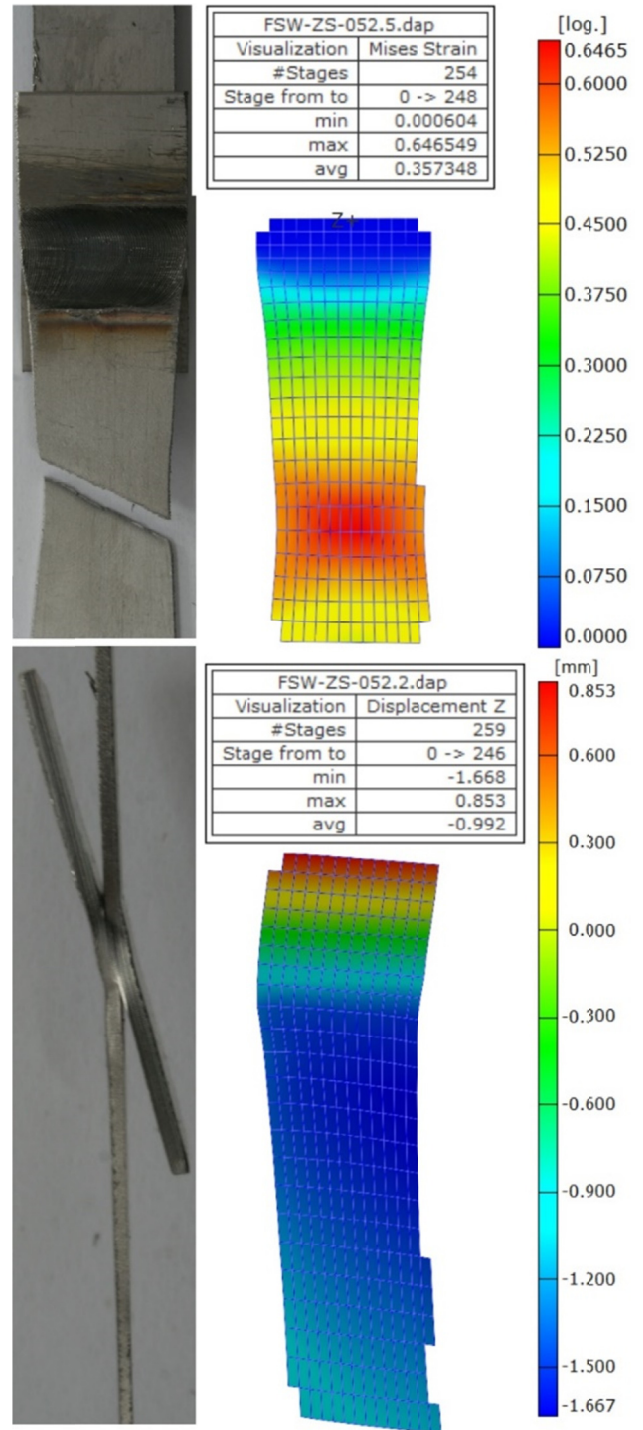 FSW-ZS-052.5.dap
Visualization Mises Strain
#Stages 254
Stage from to 0 -> 248
min 0.000604
max 0.646549
avg 0.357348
[log.]
0.6465
0.6000
0.5250
0.4500
0.3750
0.3000
0.2250
0.1500
0.0750
0.0000
Z+
FSW-ZS-052.2.dap
Visualization Displacement Z
#Stages 259
Stage from to 0 -> 246
min -1.668
max 0.853
avg -0.992
[mm]
0.853
0.600
0.300
0.000
-0.300
-0.600
-0.900
-1.200
-1.500
-1.667